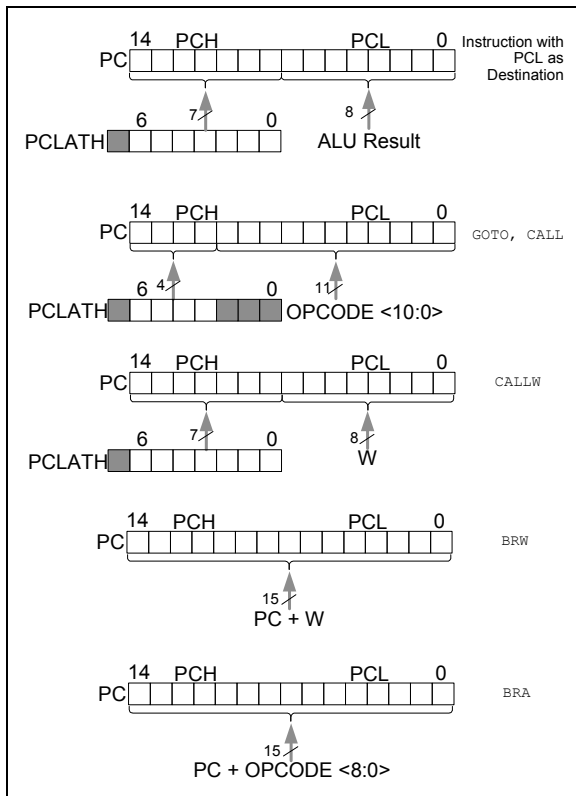 14 PCH PCL 0
PC
Instruction with
PCL as
Destination
7 8
6 0
PCLATH
ALU Result
14 PCH PCL 0
PC
GOTO, CALL
4 11
6 0
PCLATH
OPCODE <10:0>
14 PCH PCL 0
PC
CALLW
7 8
6 0
W
PCLATH
14 PCH PCL 0
PC
BRW
15
PC + W
14 PCH PCL 0
PC
BRA
15
PC + OPCODE <8:0>